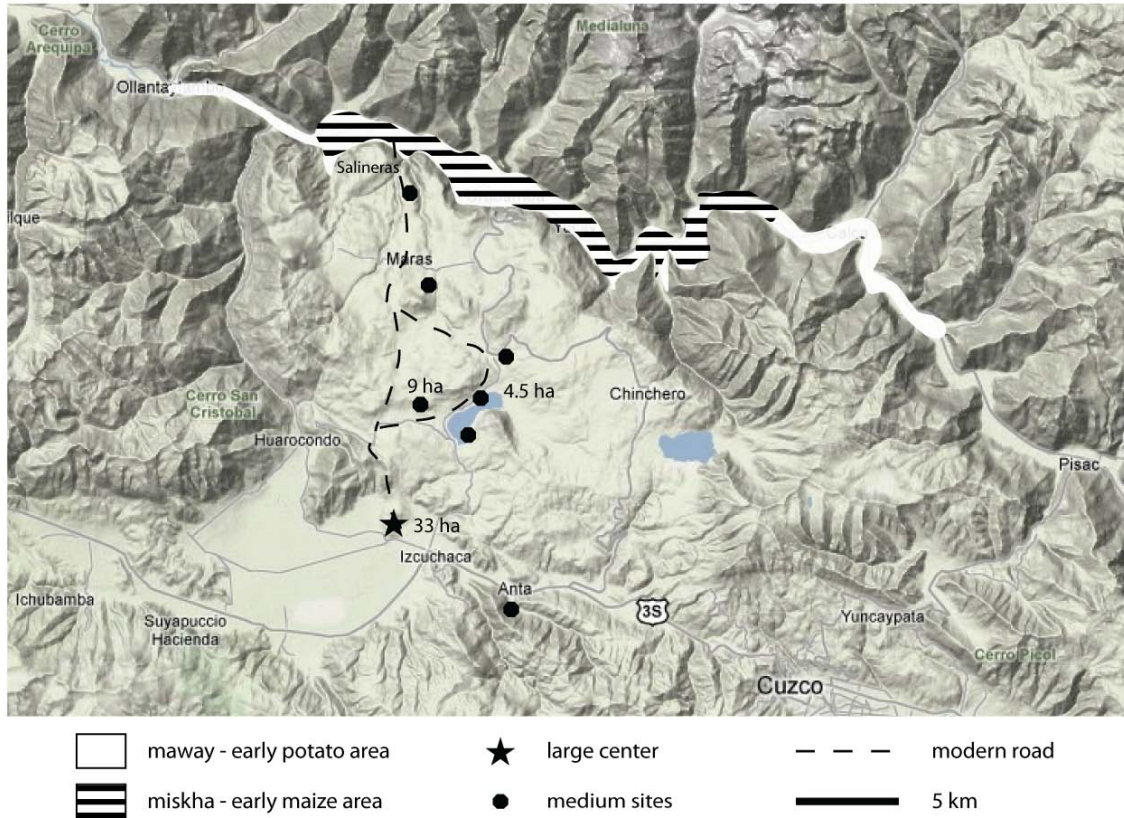 Cerro
Arequipa
Medialuna
Salineras
ilque
Maras
9 ha
4.5 ha
Cerro San
Cristobal
Chinchero
Huarocondo
Pisac
33 ha
Izcuchaca
Anta
Ichubamba
Suyapuccio
Hacienda
3S
Yuncaypata
Cerro Picol
Cuzco
maway - early potato area
large center
modern road
miskha - early maize area
medium sites
5 km